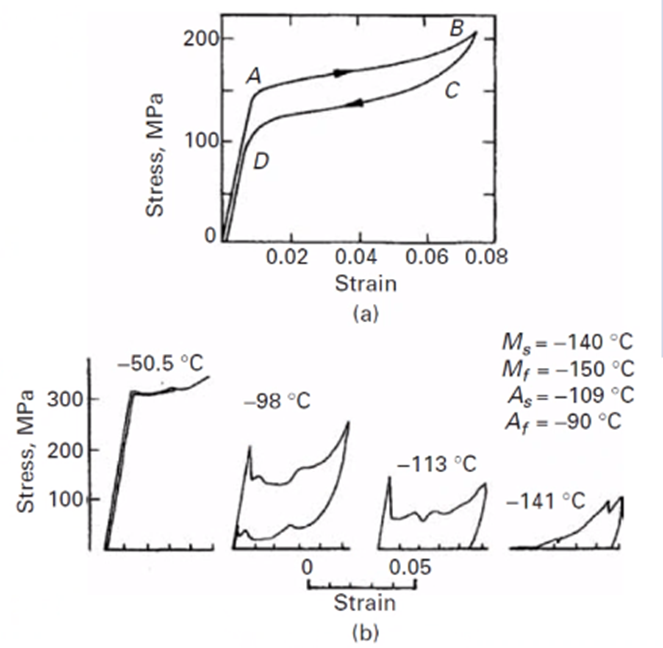 200
B
A
C
100
D
Stress, MPa
0
0.02 0.04 0.06 0.08
Strain
(a)
−50.5 °C
Ms = −140 °C
Mf = −150 °C
As = −109 °C
Af = −90 °C
300
200
100
Stress, MPa
−98 °C
−113 °C
−141 °C
0 0.05
Strain
(b)